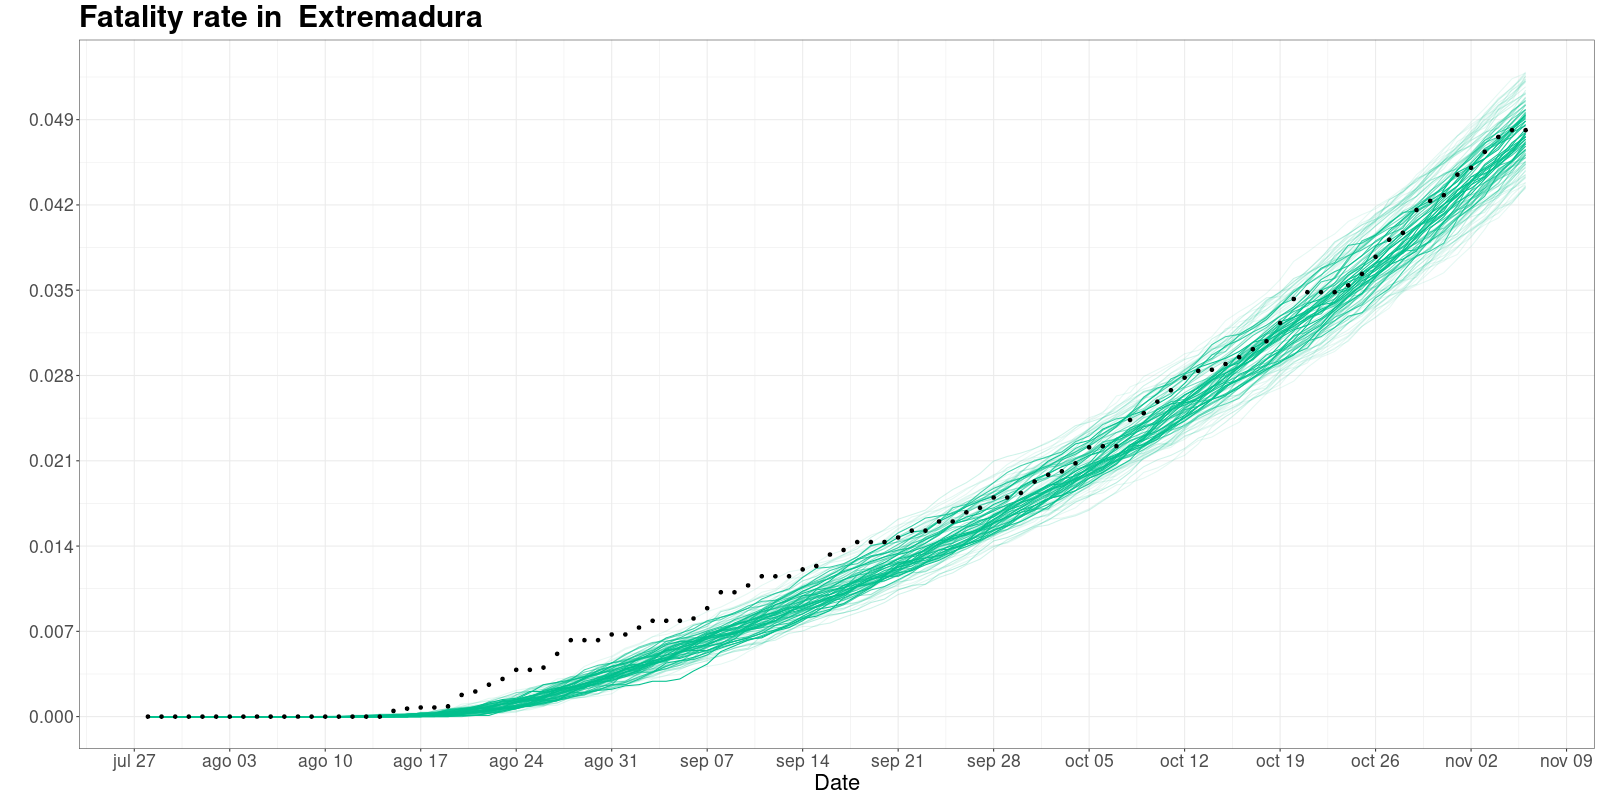 Fatality rate in  Extremadura
0.049
0.042
0.035
0.028
0.021
0.014
0.007
0.000
jul 27 ago 03 ago 10 ago 17 ago 24 ago 31 sep 07 sep 14 sep 21 sep 28 oct 05 oct 12 oct 19 oct 26 nov 02 nov 09
Date